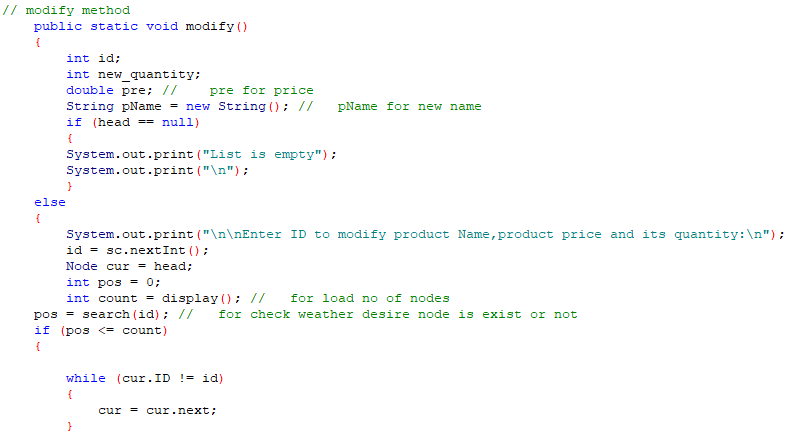 // modify method
public static void modify()
{
int id;
int new_quantity;
double pre; // pre for price
String pName = new String(); // pName for new name
if (head == null)
{
System.out.print("List is empty");
System.out.print("\n");
}
else
{
System.out.print("\n\nEnter ID to modify product Name,product price and its quantity:\n");
id = sc.nextInt();
Node cur = head;
int pos = 0;
int count = display(); // for load no of nodes
pos = search(id); // for check weather desire node is exist or not
if (pos <= count)
{
while (cur.ID != id)
{
cur = cur.next;
}